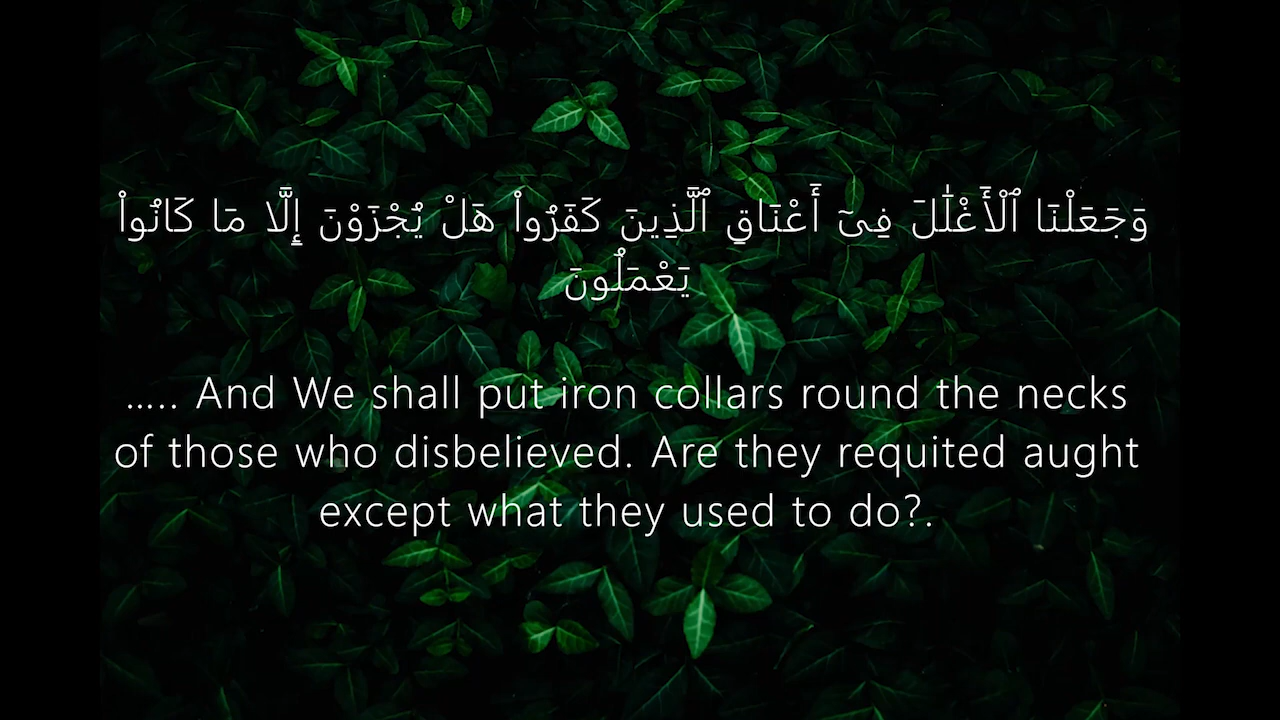 وَجَعَلْنَا ٱلْأَغْلَٰلَ فِىٓ أَعْنَاقِ ٱلَّذِينَ كَفَرُوا۟ هَلْ يُجْزَوْنَ إِلَّا مَا كَانُوا۟
يَعْمَلُونَ
..... And We shall put iron collars round the necks
of those who disbelieved. Are they requited aught
except what they used to do?.